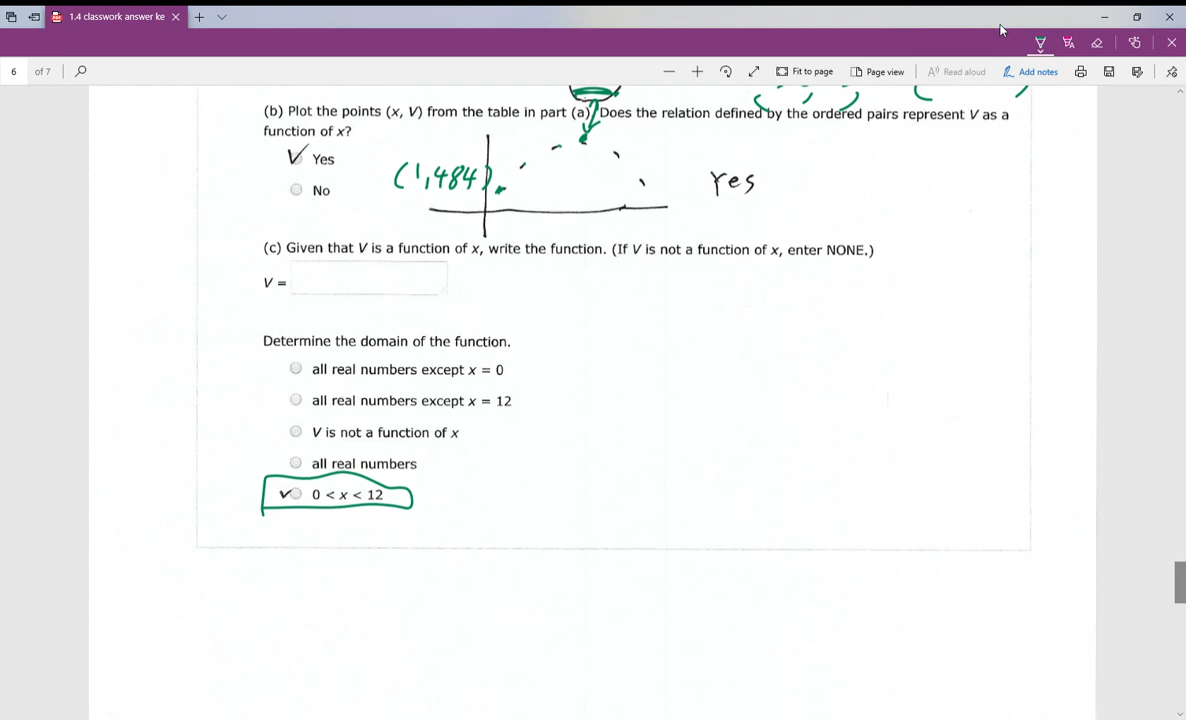 1.4 classwork answer ke
6 of 7
Fit to page
Page view
Read aloud
Add notes
(b) Plot the points (x, V) from the table in part (a). Does the relation defined by the ordered pairs represent V as a
function of x?
Yes
(1,484)
Yes
No
(c) Given that V is a function of x, write the function. (If V is not a function of x, enter NONE.)
V =
Determine the domain of the function.
all real numbers except x = 0
all real numbers except x = 12
V is not a function of x
all real numbers
0 < x < 12